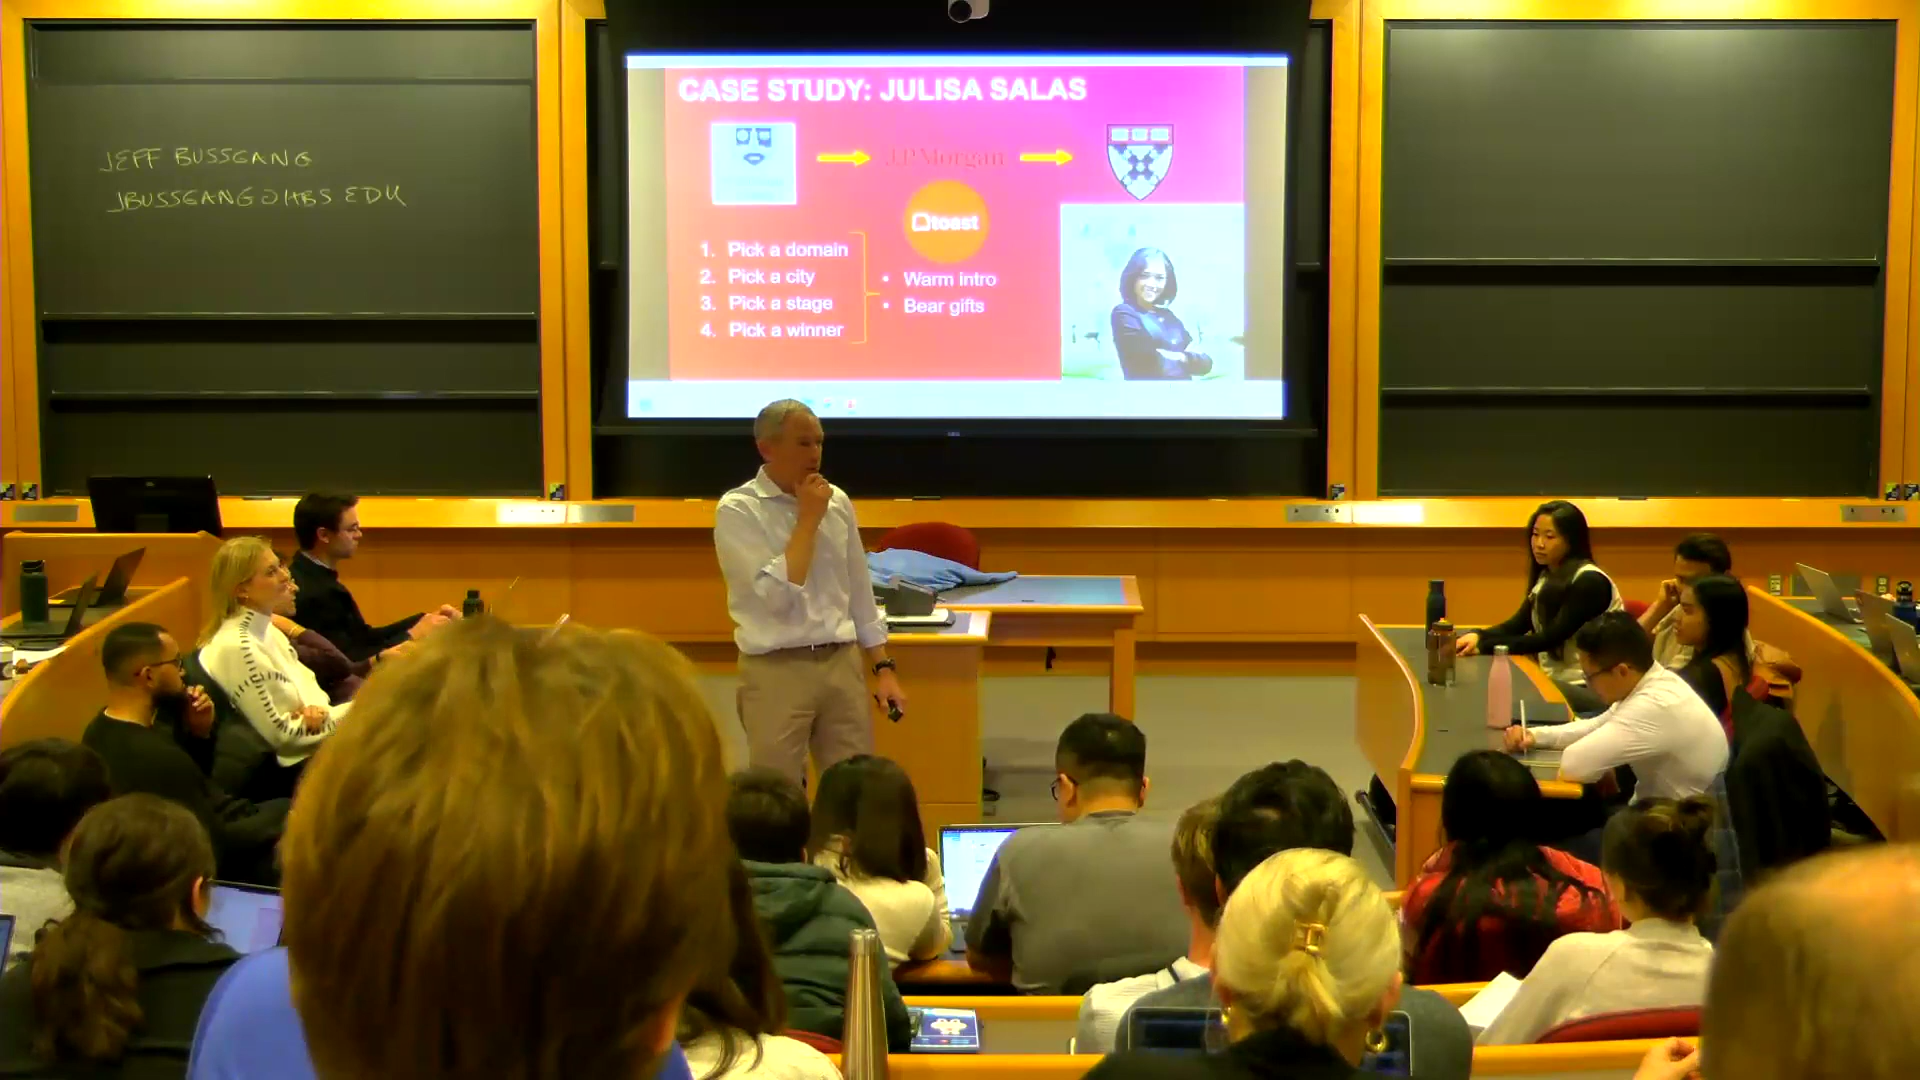 JEFF BUSSGANG
JBUSSGANG@HBS EDU
CASE STUDY: JULISA SALAS
J.P.Morgan
toast
1. Pick a domain
2. Pick a city
3. Pick a stage
4. Pick a winner
• Warm intro
• Bear gifts